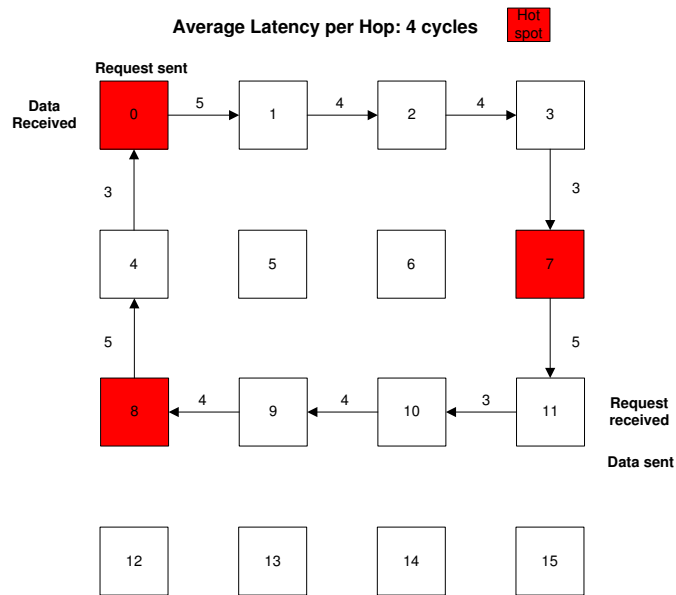 Average Latency per Hop: 4 cycles
Hot
spot
Request sent
Data
Received
0
5
1
4
2
4
3
3
3
4
5
6
7
5
5
8
4
9
4
10
3
11
Request
received
Data sent
12
13
14
15